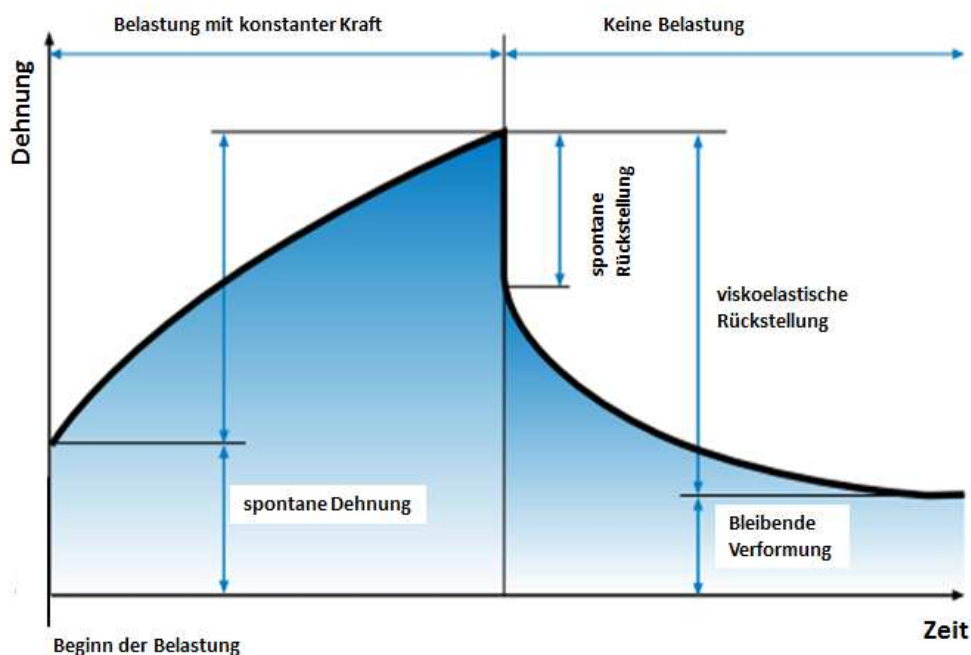 Belastung mit konstanter Kraft
Keine Belastung
Dehnung
spontane
Rückstellung
viskoelastische
Rückstellung
spontane Dehnung
Bleibende
Verformung
Zeit
Beginn der Belastung